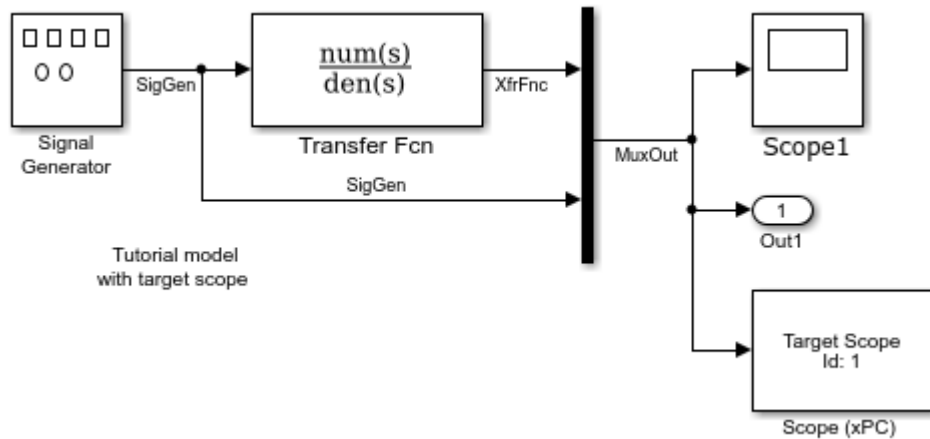 SigGen
num(s)
den(s)
XfrFnc
Signal
Generator
Transfer Fcn
SigGen
MuxOut
Scope1
1
Out1
Tutorial model
with target scope
Target Scope
Id: 1
Scope (xPC)